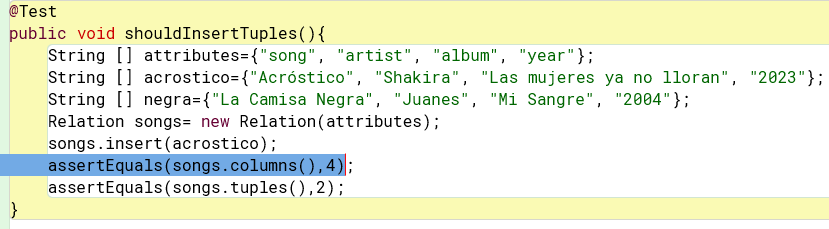 @Test
public void shouldInsertTuples(){
String [] attributes={"song", "artist", "album", "year"};
String [] acrostico={"Acróstico", "Shakira", "Las mujeres ya no lloran", "2023"};
String [] negra={"La Camisa Negra", "Juanes", "Mi Sangre", "2004"};
Relation songs= new Relation(attributes);
songs.insert(acrostico);
assertEquals(songs.columns(),4);
assertEquals(songs.tuples(),2);
}